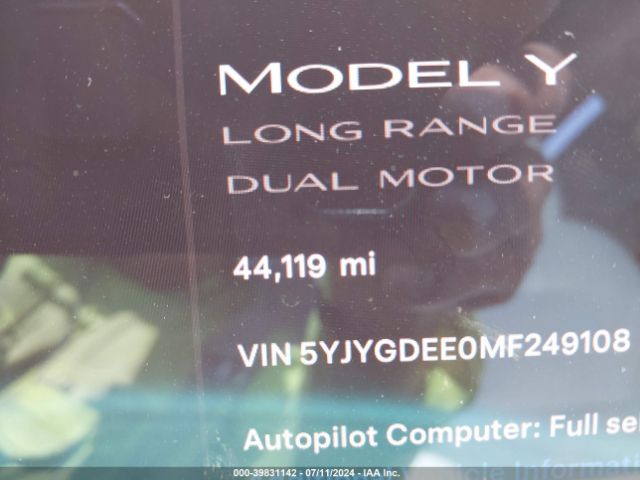 MODEL Y
LONG RANGE
DUAL MOTOR
44,119 mi
VIN 5YJYGDEE0MF249108
Autopilot Computer: Full se
000-39831142 - 07/11/2024 - IAA Inc.